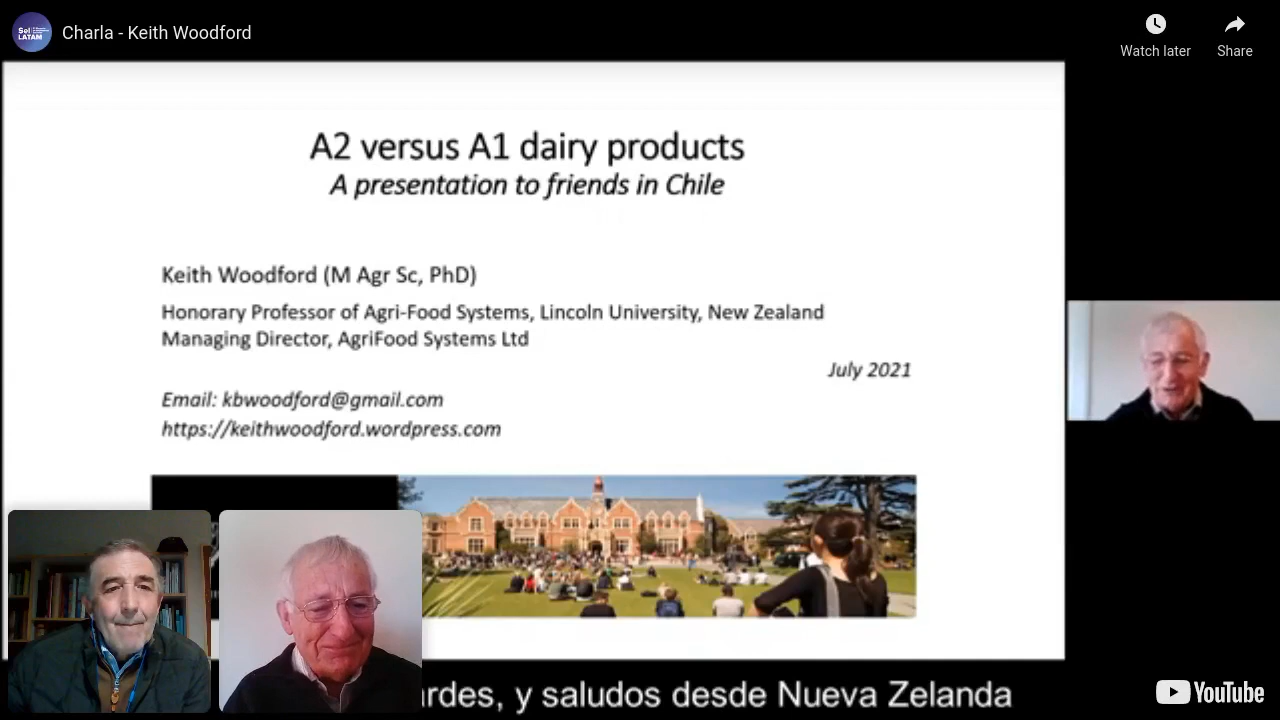 Sol
LATAM
Charla - Keith Woodford
Watch later
Share
A2 versus A1 dairy products
A presentation to friends in Chile
Keith Woodford (M Agr Sc, PhD)
Honorary Professor of Agri-Food Systems, Lincoln University, New Zealand
Managing Director, AgriFood Systems Ltd
July 2021
Email: kbwoodford@gmail.com
https://keithwoodford.wordpress.com
y saludos desde Nueva Zelanda
YouTube